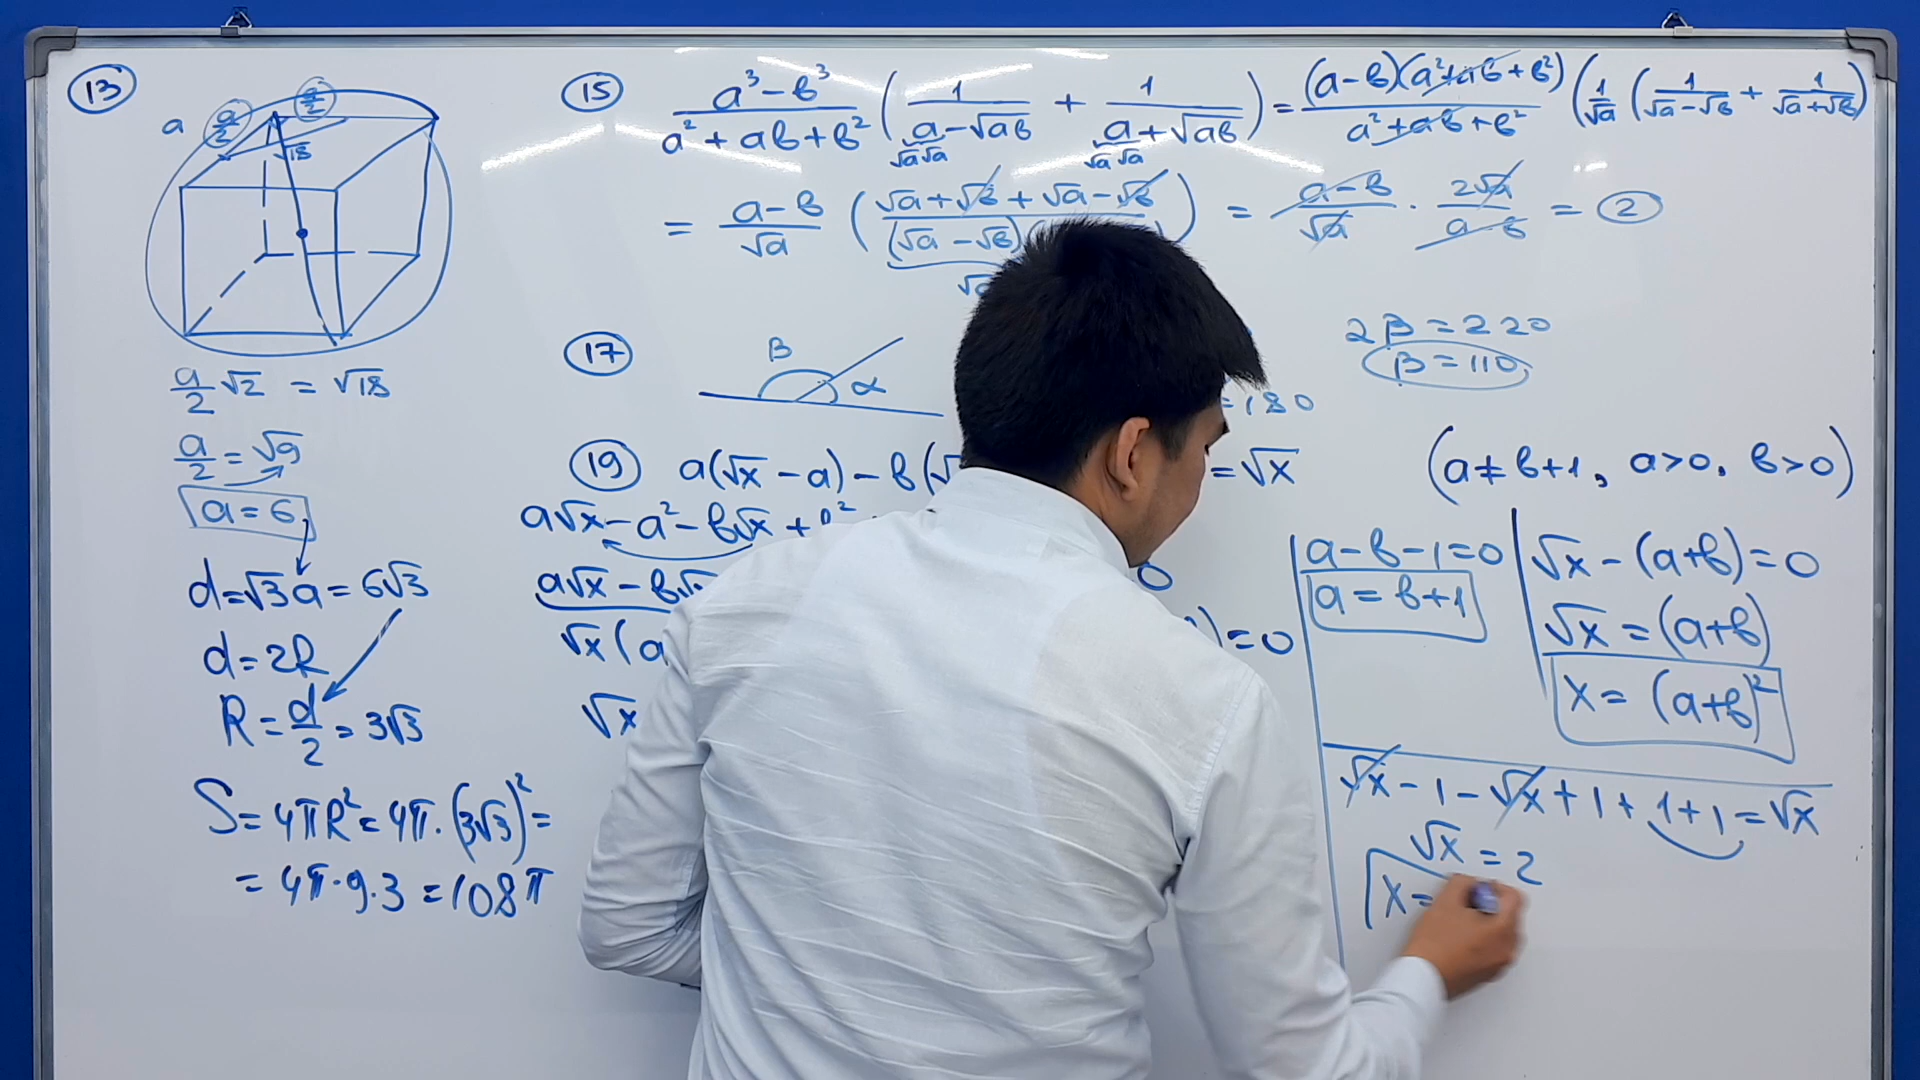 13
a a/2 a/2
√18
a/2 √2 = √18
a/2 = √9
a = 6
d = √3 a = 6√3
d = 2R
R = d/2 = 3√3
S = 4πR² = 4π · (3√3)² =
= 4π · 9 · 3 = 108π
15
(a³ − b³)/(a² + ab + b²) (1/(a − √ab) + 1/(a + √ab)) = (a − b)(a² + ab + b²)/(a² + ab + b²) (1/√a (1/(√a − √b) + 1/(√a + √b))
√a √a √a √a
= (a − b)/√a ((√a + √b + √a − √b)/(√a − √b)( ) = (a − b)/√a · 2√a/(a − b) = 2
17
β α
= 180
2β = 220
β = 110
19
a(√x − a) − b(√ = √x (a ≠ b+1, a > 0, b > 0)
a√x − a² − b√x + b²
a√x − b√x 0
√x (a ) = 0
√x
a − b − 1 = 0
a = b + 1
√x − (a+b) = 0
√x = (a+b)
x = (a+b)²
√x − 1 − √x + 1 + 1 + 1 = √x
√x = 2
x =